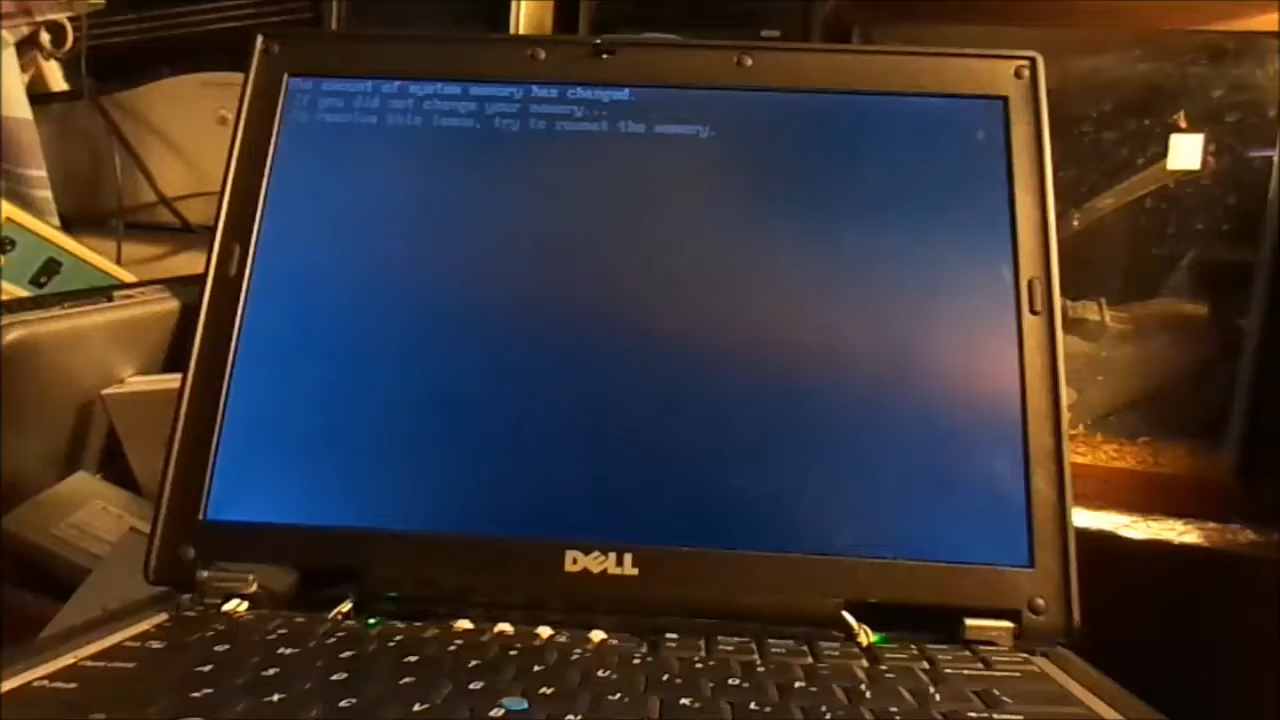 amount of system memory has changed.
If you did not change your memory...
To resolve this issue, try to reseat the memory.
DELL
Q
W
T
Y
U
A
S
D
F
G
H
J
K
L
Z
X
C
V
B
N